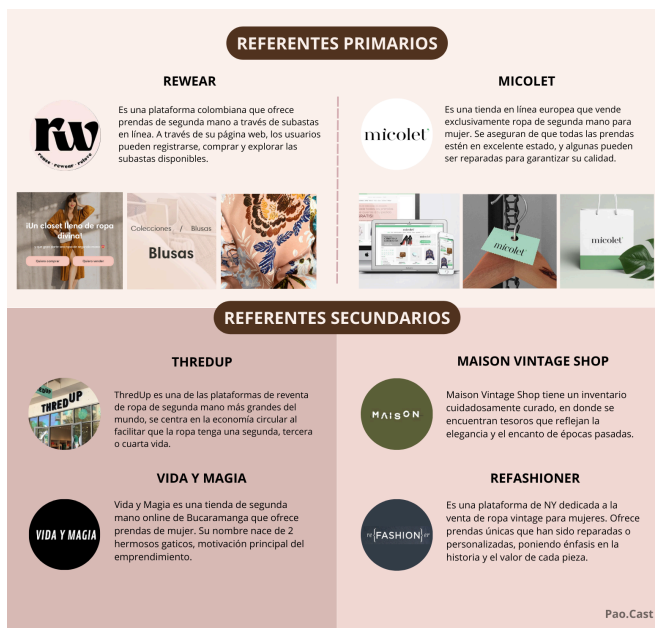 REFERENTES PRIMARIOS
REWEAR
rw
reuse · rewear · relove
Es una plataforma colombiana que ofrece
prendas de segunda mano a través de subastas
en línea. A través de su página web, los usuarios
pueden registrarse, comprar y explorar las
subastas disponibles.
MICOLET
micolet
Es una tienda en línea europea que vende
exclusivamente ropa de segunda mano para
mujer. Se aseguran de que todas las prendas
estén en excelente estado, y algunas pueden
ser reparadas para garantizar su calidad.
¡Un closet lleno de ropa
divina!
Quiero comprar
Quiero vender
Colecciones / Blusas
Blusas
micolet
micolet
REFERENTES SECUNDARIOS
THREDUP
THREDUP
ThredUp es una de las plataformas de reventa
de ropa de segunda mano más grandes del
mundo, se centra en la economía circular al
facilitar que la ropa tenga una segunda, tercera
o cuarta vida.
MAISON VINTAGE SHOP
MAISON
Maison Vintage Shop tiene un inventario
cuidadosamente curado, en donde se
encuentran tesoros que reflejan la
elegancia y el encanto de épocas pasadas.
VIDA Y MAGIA
VIDA Y MAGIA
Vida y Magia es una tienda de segunda
mano online de Bucaramanga que ofrece
prendas de mujer. Su nombre nace de 2
hermosos gaticos, motivación principal del
emprendimiento.
REFASHIONER
re{FASHION}er
Es una plataforma de NY dedicada a la
venta de ropa vintage para mujeres. Ofrece
prendas únicas que han sido reparadas o
personalizadas, poniendo énfasis en la
historia y el valor de cada pieza.
Pao.Cast